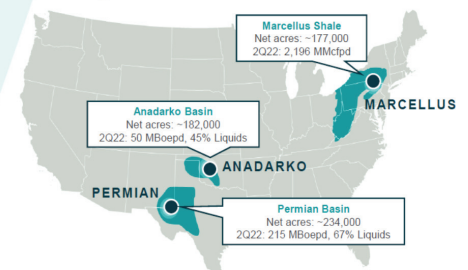 Marcellus Shale
Net acres: ~177,000
2Q22: 2,196 MMcfpd
MARCELLUS
Anadarko Basin
Net acres: ~182,000
2Q22: 50 MBoepd, 45% Liquids
ANADARKO
PERMIAN
Permian Basin
Net acres: ~234,000
2Q22: 215 MBoepd, 67% Liquids